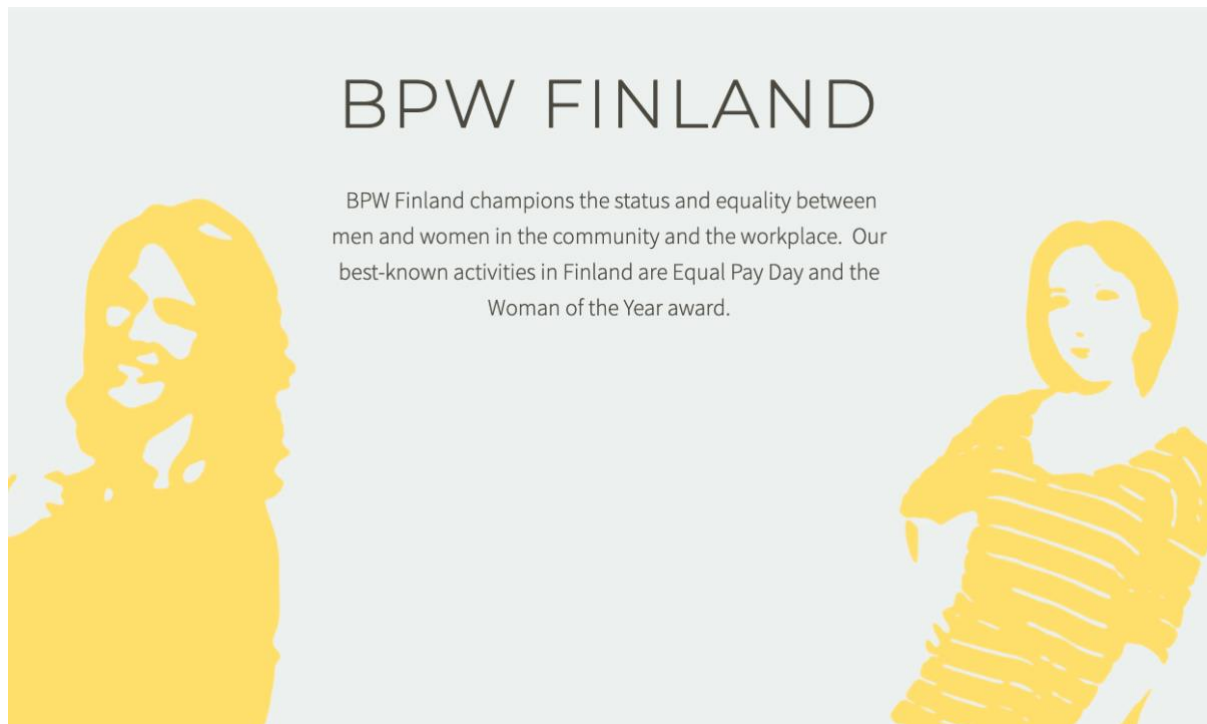 BPW FINLAND
BPW Finland champions the status and equality between
men and women in the community and the workplace.  Our
best-known activities in Finland are Equal Pay Day and the
Woman of the Year award.